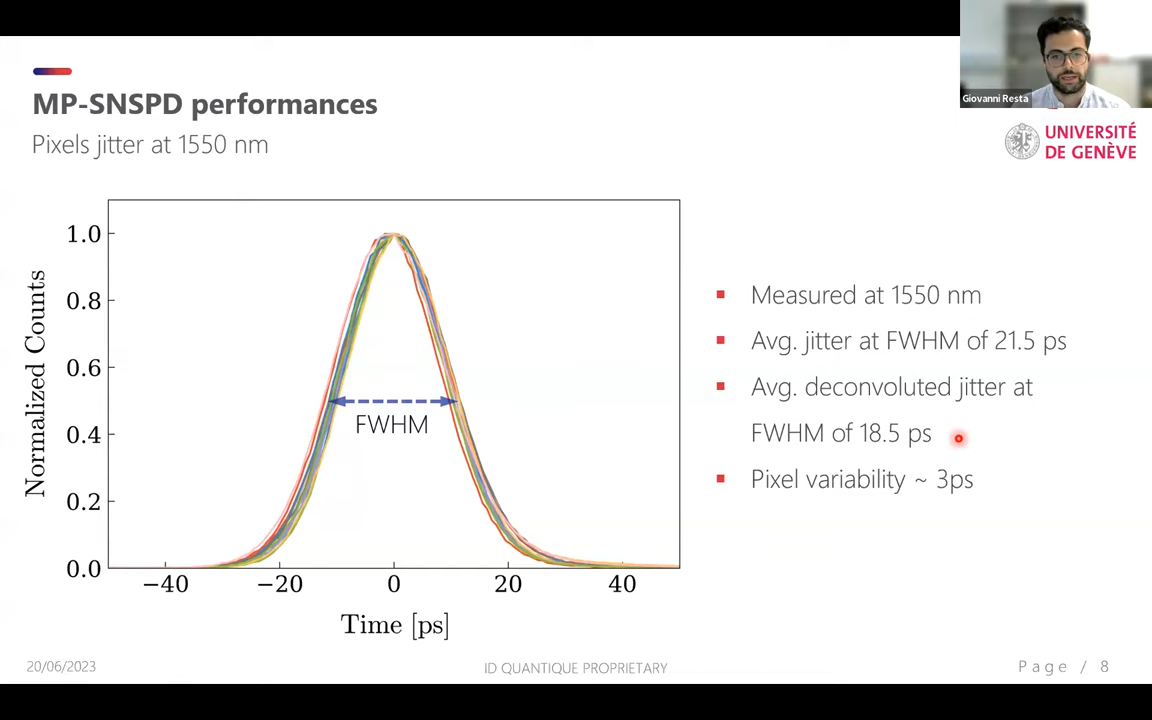 Giovanni Resta
MP-SNSPD performances
Pixels jitter at 1550 nm
UNIVERSITÉ
DE GENÈVE
Normalized Counts
1.0
0.8
0.6
0.4
0.2
0.0
FWHM
−40
−20
0
20
40
Time [ps]
Measured at 1550 nm
Avg. jitter at FWHM of 21.5 ps
Avg. deconvoluted jitter at
FWHM of 18.5 ps
Pixel variability ~ 3ps
20/06/2023
ID QUANTIQUE PROPRIETARY
Page / 8